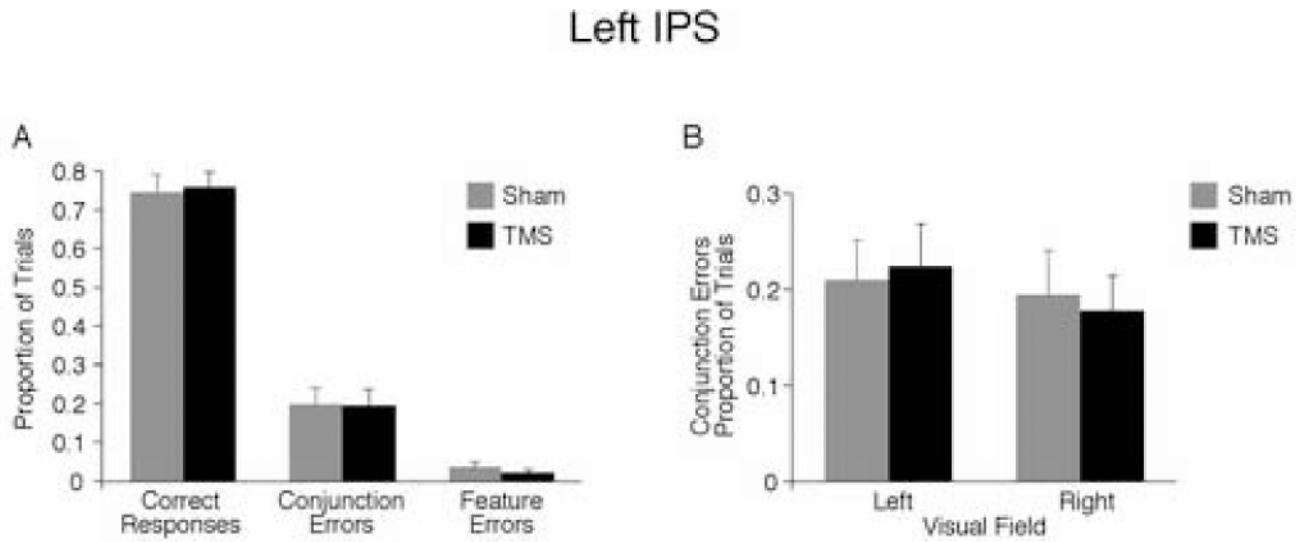 Left IPS
A
Proportion of Trials
0.8
0.7
0.6
0.5
0.4
0.3
0.2
0.1
0
Sham
TMS
Correct
Responses
Conjunction
Errors
Feature
Errors
B
Conjunction Errors
Proportion of Trials
0.3
0.2
0.1
0
Sham
TMS
Left
Right
Visual Field